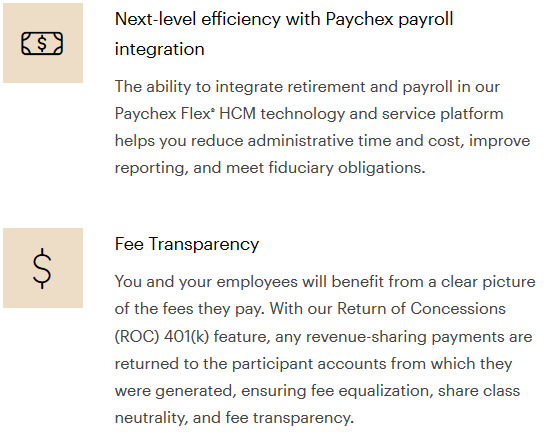 Next-level efficiency with Paychex payroll
integration
The ability to integrate retirement and payroll in our
Paychex Flex® HCM technology and service platform
helps you reduce administrative time and cost, improve
reporting, and meet fiduciary obligations.
$
Fee Transparency
You and your employees will benefit from a clear picture
of the fees they pay. With our Return of Concessions
(ROC) 401(k) feature, any revenue-sharing payments are
returned to the participant accounts from which they
were generated, ensuring fee equalization, share class
neutrality, and fee transparency.
$